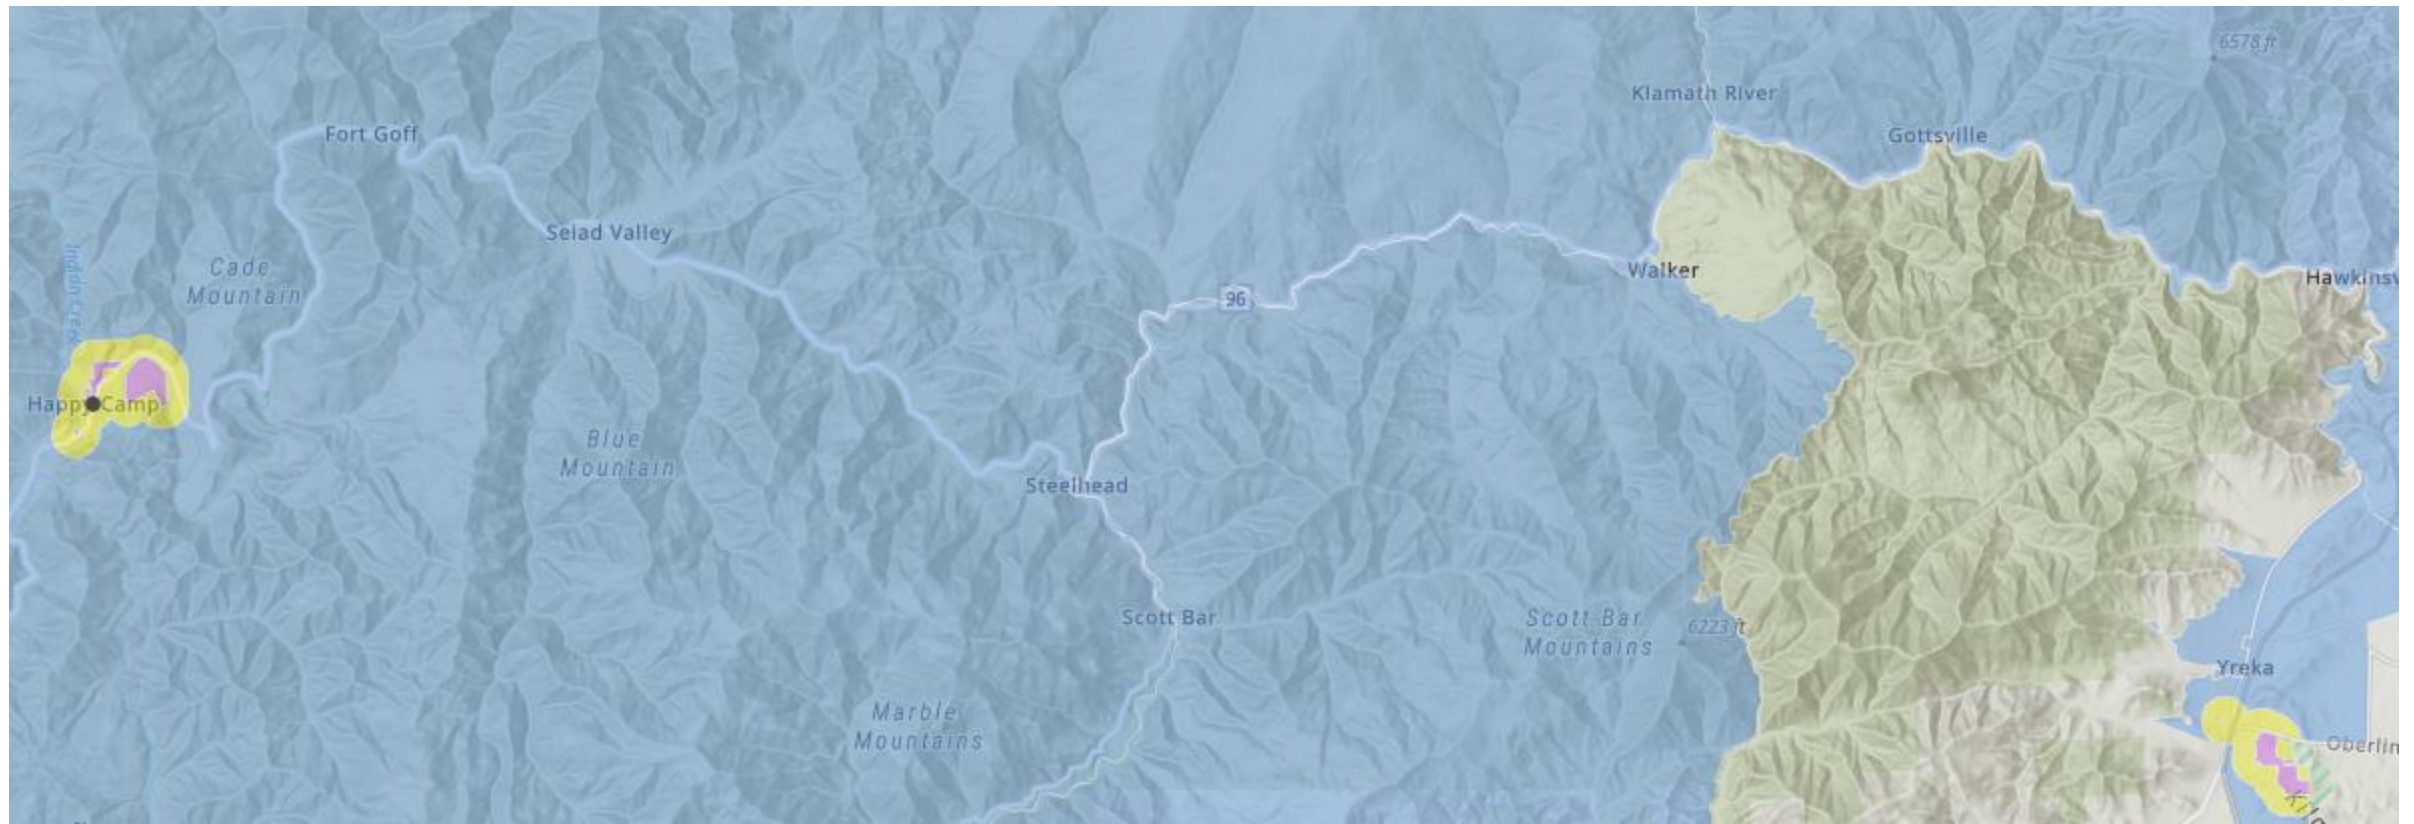 6578 ft
Klamath River
Fort Goff
Gottsville
Seiad Valley
Cade
Mountain
Walker
Hawkinsv
Indian Cree
96
Happy Camp
Blue
Mountain
Steelhead
Scott Bar
Scott Bar
Mountains
6223 ft
Yreka
Marble
Mountains
Oberlin